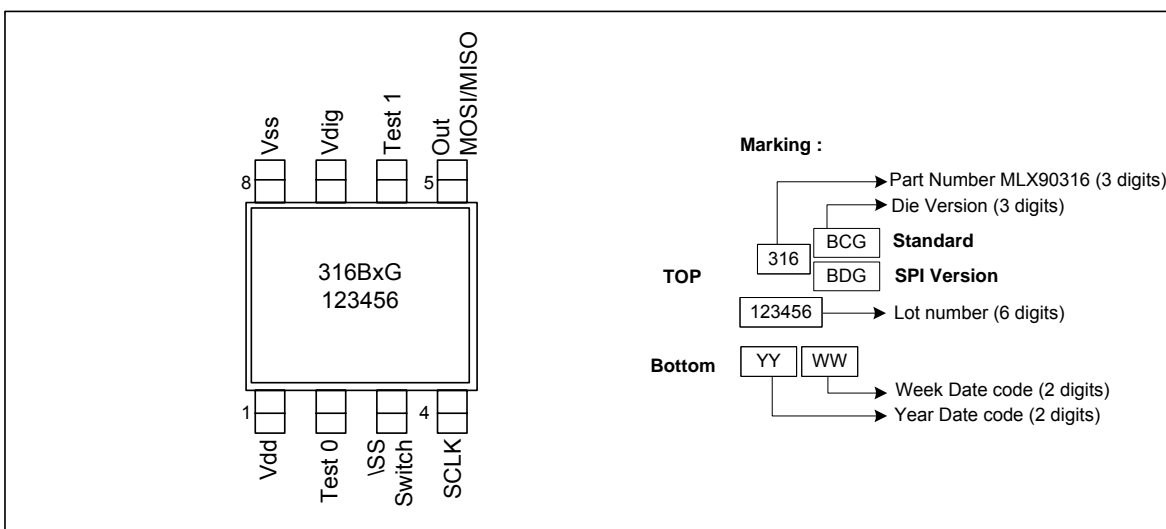 Vss
Vdig
Test 1
Out
MOSI/MISO
8
5
316BxG
123456
1
4
Vdd
Test 0
\SS
Switch
SCLK
Marking :
Part Number MLX90316 (3 digits)
Die Version (3 digits)
316
BCG Standard
BDG SPI Version
TOP
123456 Lot number (6 digits)
Bottom YY WW
Week Date code (2 digits)
Year Date code (2 digits)